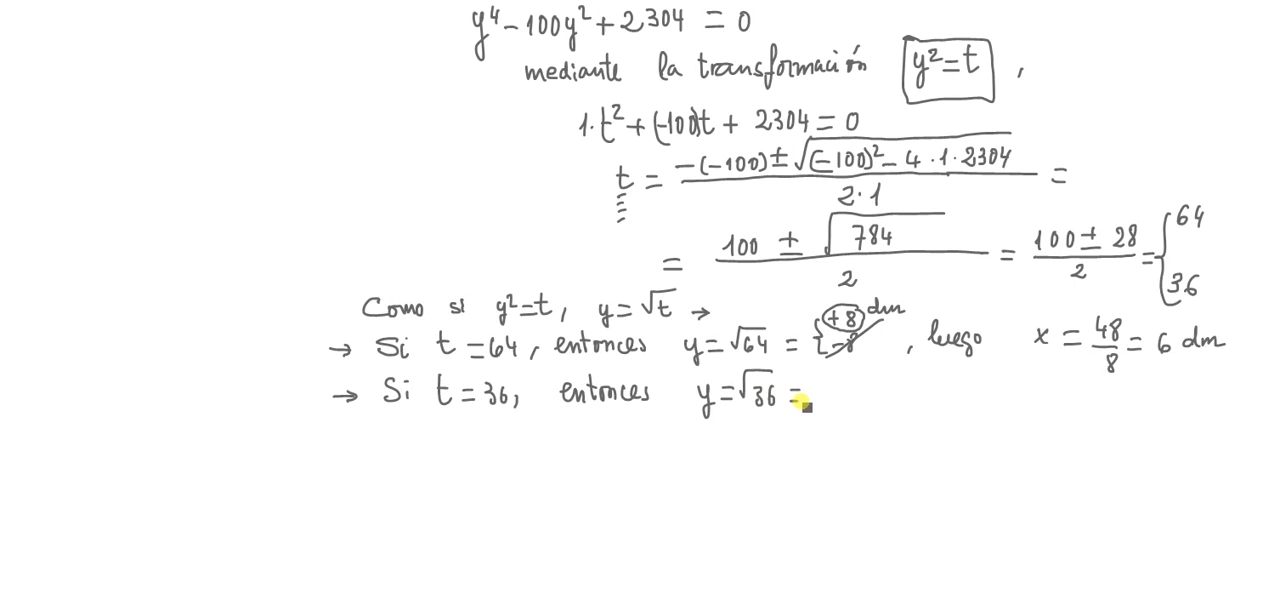 y⁴ - 100y² + 2304 = 0
mediante la transformación y² = t ,
1·t² + (-100)t + 2304 = 0
t = -(-100) ± √(-100)² - 4·1·2304 / 2·1 =
= 100 ± √784 / 2 = 100 ± 28 / 2 = { 64 36
Como si y² = t, y = √t →
→ Si t = 64, entonces y = √64 = { +8 -8 dm , luego x = 48/8 = 6 dm
→ Si t = 36, entonces y = √36 =